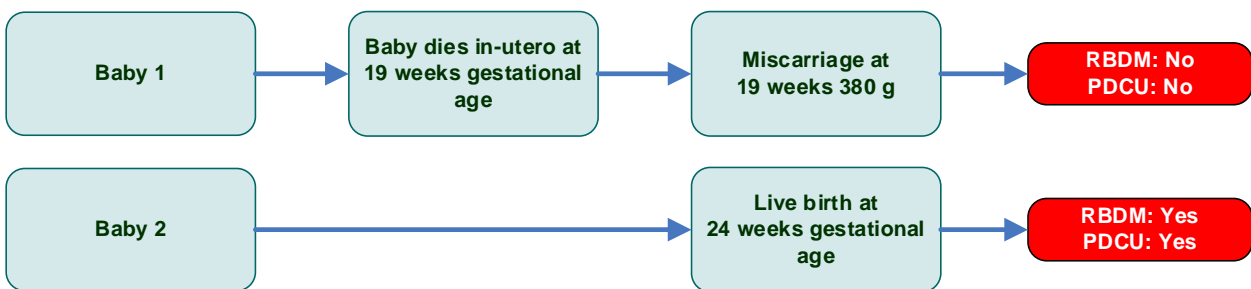 Baby 1
Baby dies in-utero at
19 weeks gestational
age
Miscarriage at
19 weeks 380 g
RBDM: No
PDCU: No
Baby 2
Live birth at
24 weeks gestational
age
RBDM: Yes
PDCU: Yes